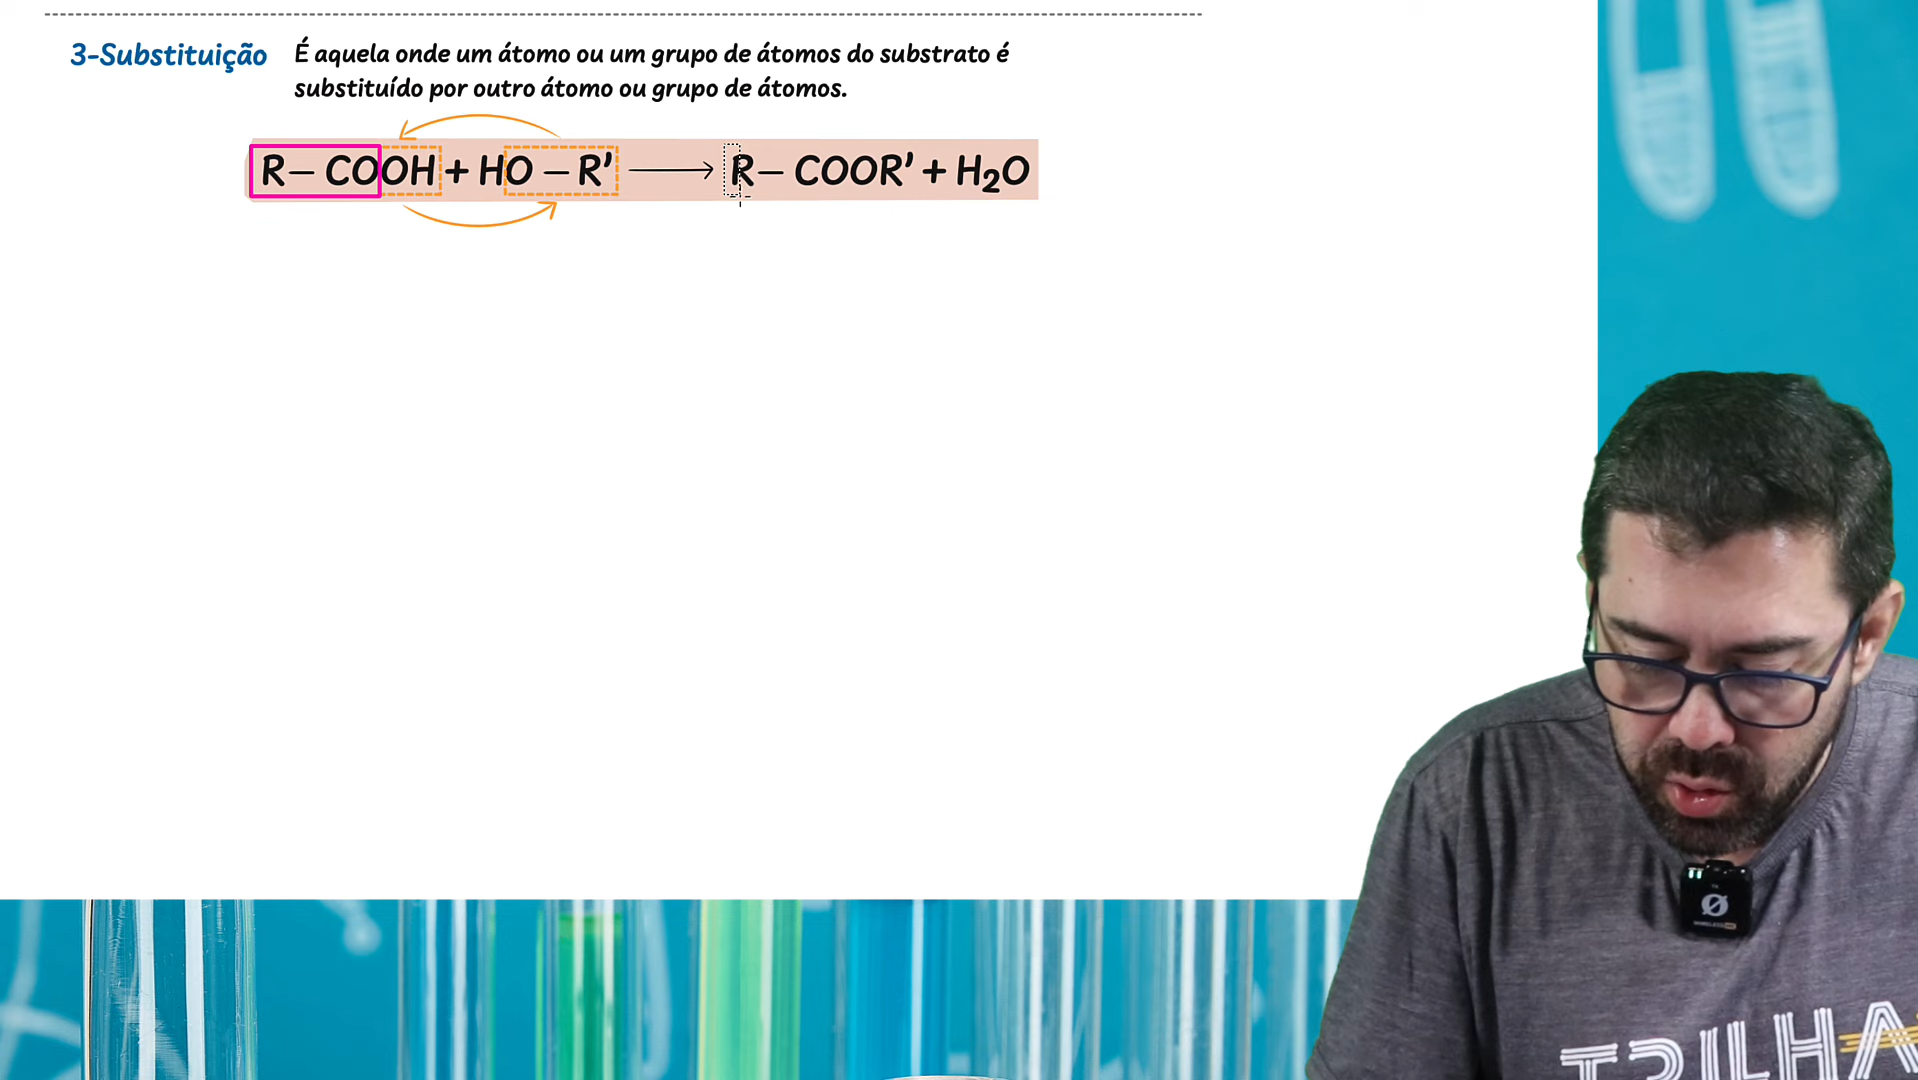 3-Substituição É aquela onde um átomo ou um grupo de átomos do substrato é
substituído por outro átomo ou grupo de átomos.
R– COOH + HO – R’ ⟶ R– COOR’ + H₂O
TRILHA